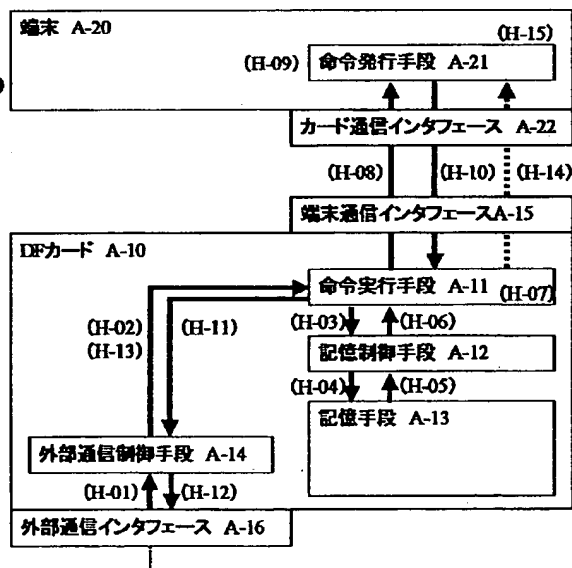 端末 A-20
(H-15)
(H-09) 命令発行手段 A-21
カード通信インタフェース A-22
(H-08) (H-10) (H-14)
端末通信インタフェースA-15
DFカード A-10
命令実行手段 A-11
(H-07)
(H-02) (H-11) (H-03) (H-06)
(H-13)
記憶制御手段 A-12
(H-04) (H-05)
記憶手段 A-13
外部通信制御手段 A-14
(H-01) (H-12)
外部通信インタフェース A-16